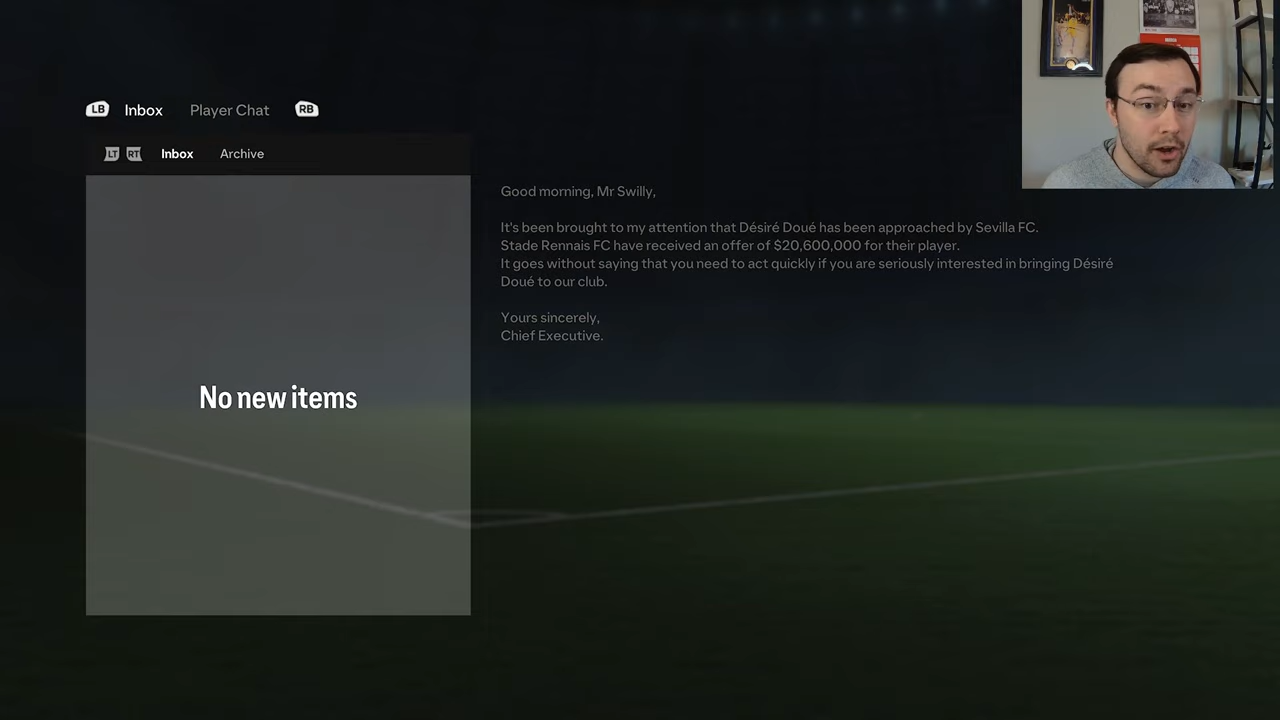 LB Inbox Player Chat RB
LT RT Inbox Archive
No new items
Good morning, Mr Swilly,
It's been brought to my attention that Désiré Doué has been approached by Sevilla FC.
Stade Rennais FC have received an offer of $20,600,000 for their player.
It goes without saying that you need to act quickly if you are seriously interested in bringing Désiré
Doué to our club.
Yours sincerely,
Chief Executive.